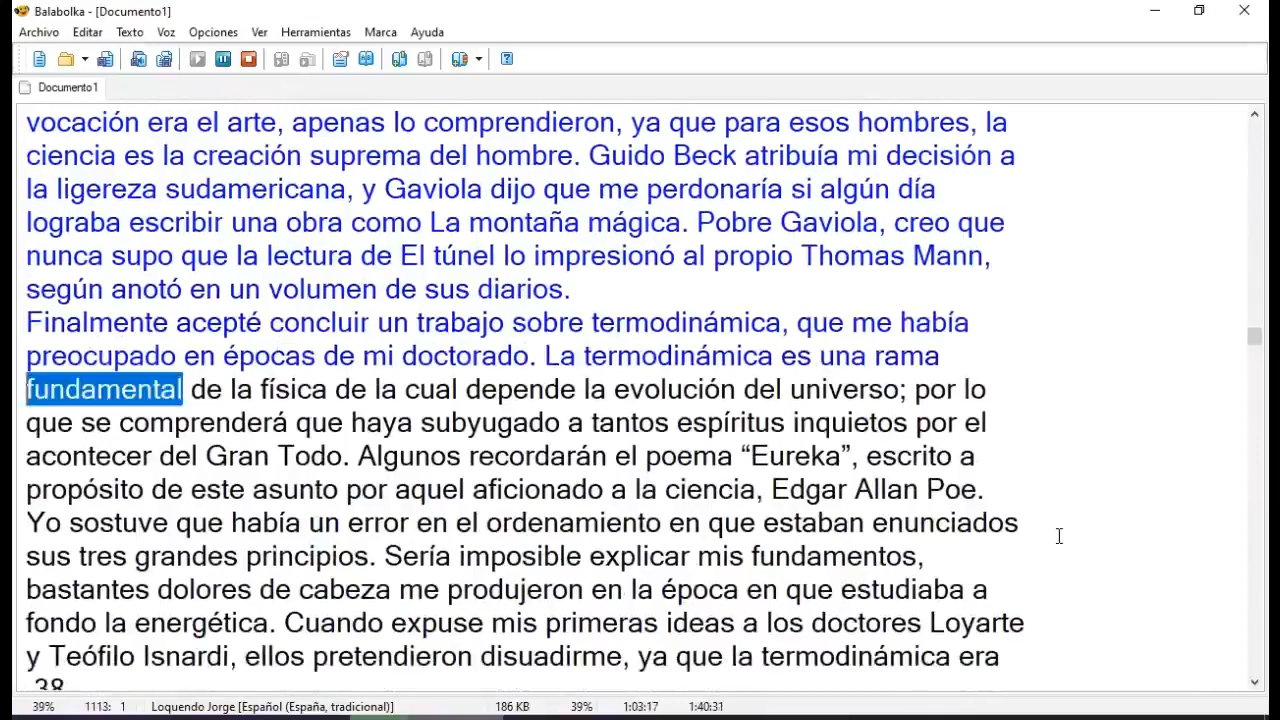 Balabolka - [Documento1]
Archivo Editar Texto Voz Opciones Ver Herramientas Marca Ayuda
Documento1
vocación era el arte, apenas lo comprendieron, ya que para esos hombres, la
ciencia es la creación suprema del hombre. Guido Beck atribuía mi decisión a
la ligereza sudamericana, y Gaviola dijo que me perdonaría si algún día
lograba escribir una obra como La montaña mágica. Pobre Gaviola, creo que
nunca supo que la lectura de El túnel lo impresionó al propio Thomas Mann,
según anotó en un volumen de sus diarios.
Finalmente acepté concluir un trabajo sobre termodinámica, que me había
preocupado en épocas de mi doctorado. La termodinámica es una rama
fundamental de la física de la cual depende la evolución del universo; por lo
que se comprenderá que haya subyugado a tantos espíritus inquietos por el
acontecer del Gran Todo. Algunos recordarán el poema “Eureka”, escrito a
propósito de este asunto por aquel aficionado a la ciencia, Edgar Allan Poe.
Yo sostuve que había un error en el ordenamiento en que estaban enunciados
sus tres grandes principios. Sería imposible explicar mis fundamentos,
bastantes dolores de cabeza me produjeron en la época en que estudiaba a
fondo la energética. Cuando expuse mis primeras ideas a los doctores Loyarte
y Teófilo Isnardi, ellos pretendieron disuadirme, ya que la termodinámica era
38
39% 1113: 1 Loquendo Jorge [Español (España, tradicional)] 186 KB 39% 1:03:17 1:40:31